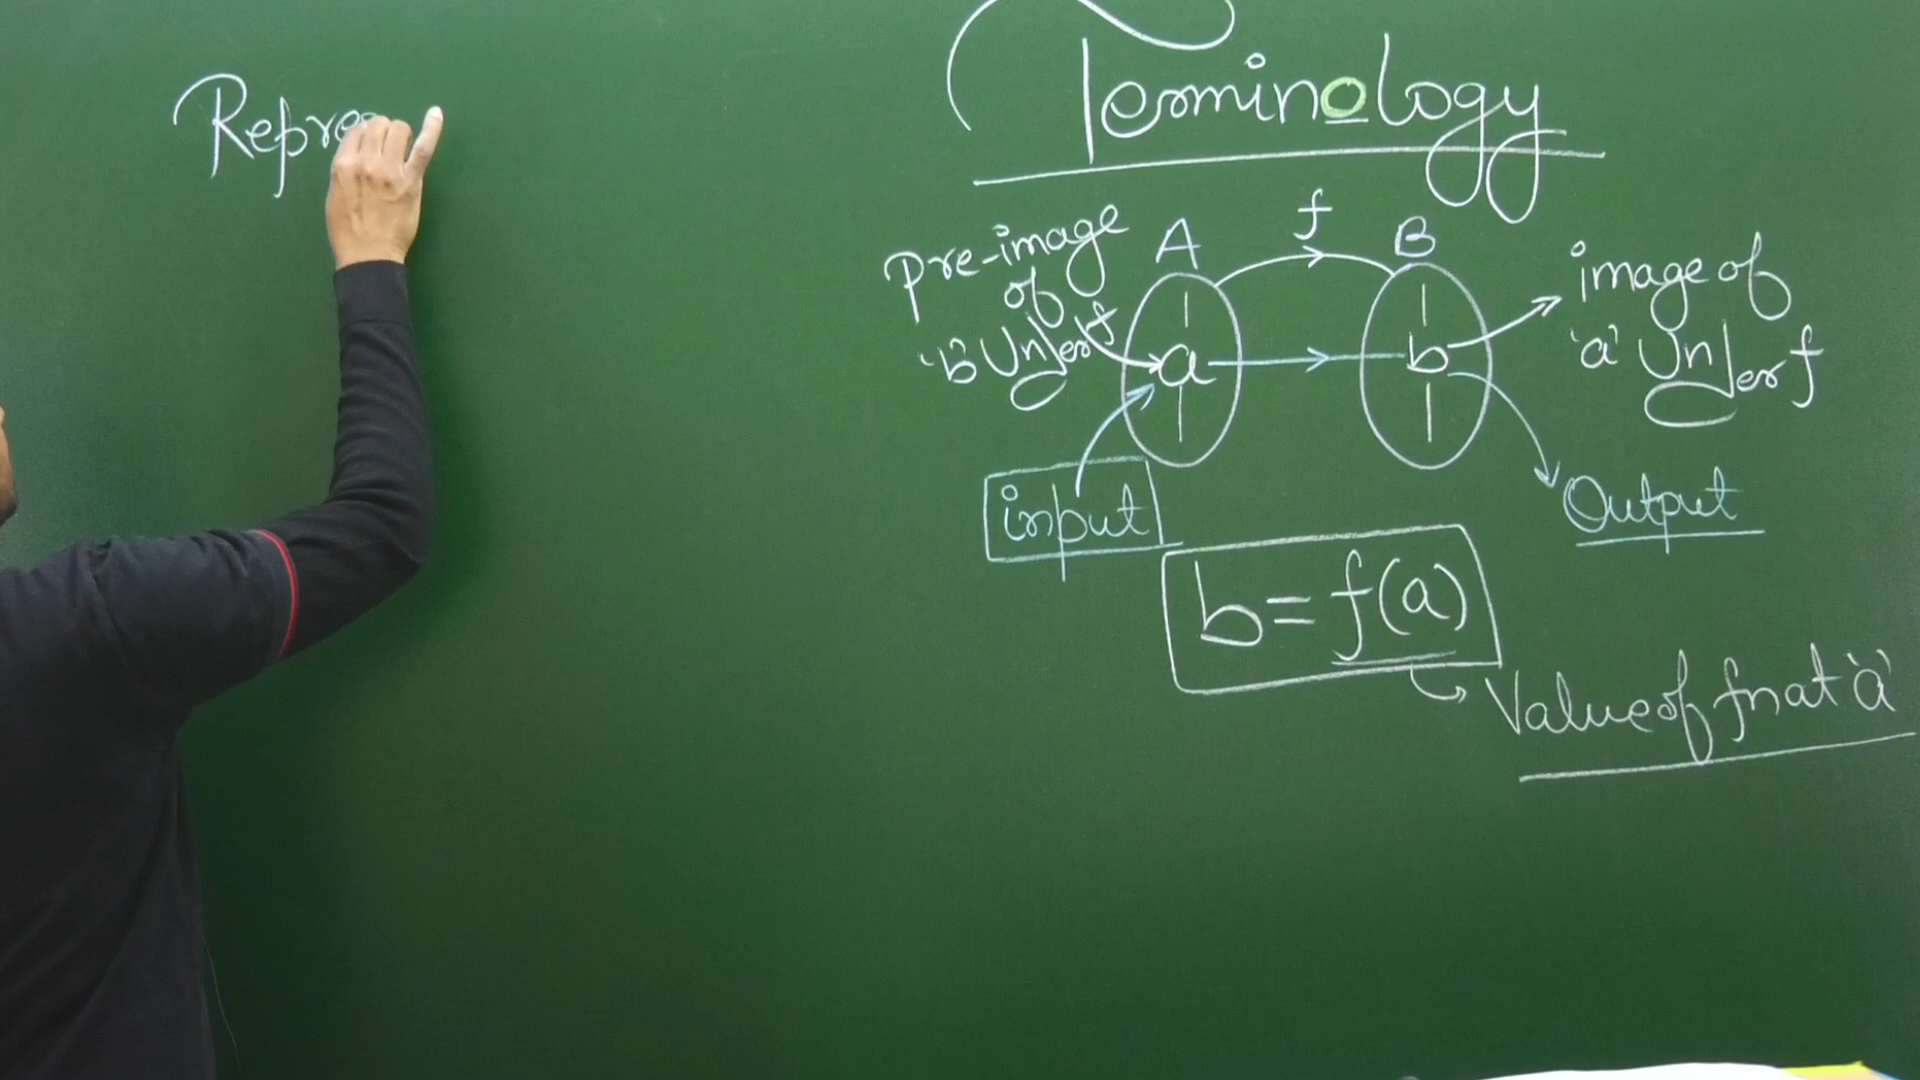 Repre
Terminology
Pre-image
of
'b' Under f
A
f
B
a
b
image of
'a' Under f
input
Output
b = f(a)
Value of fn at 'a'